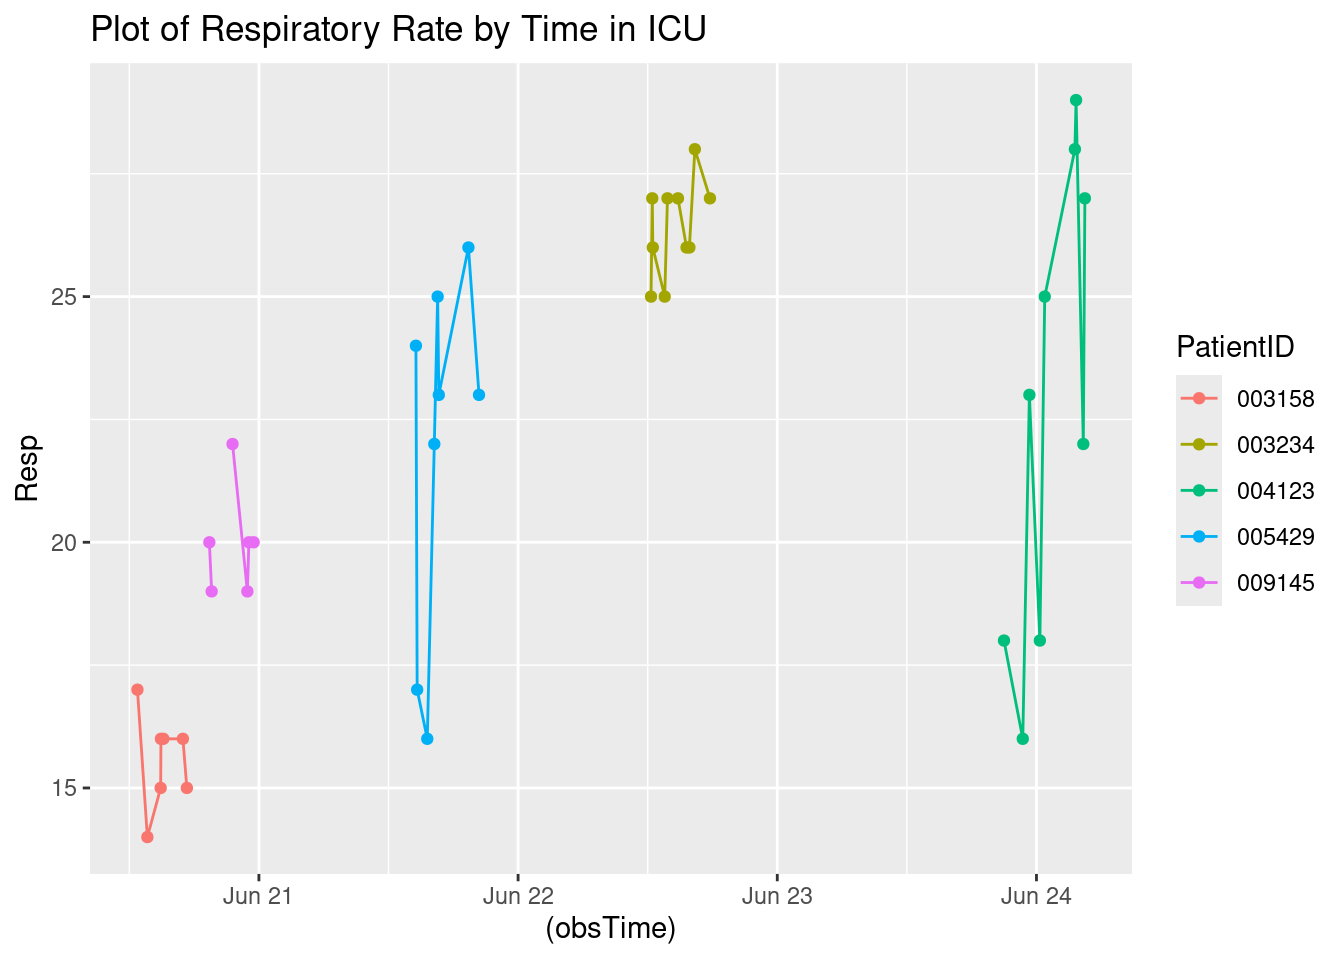 Plot of Respiratory Rate by Time in ICU
Resp
25
20
15
Jun 21
Jun 22
Jun 23
Jun 24
(obsTime)
PatientID
003158
003234
004123
005429
009145